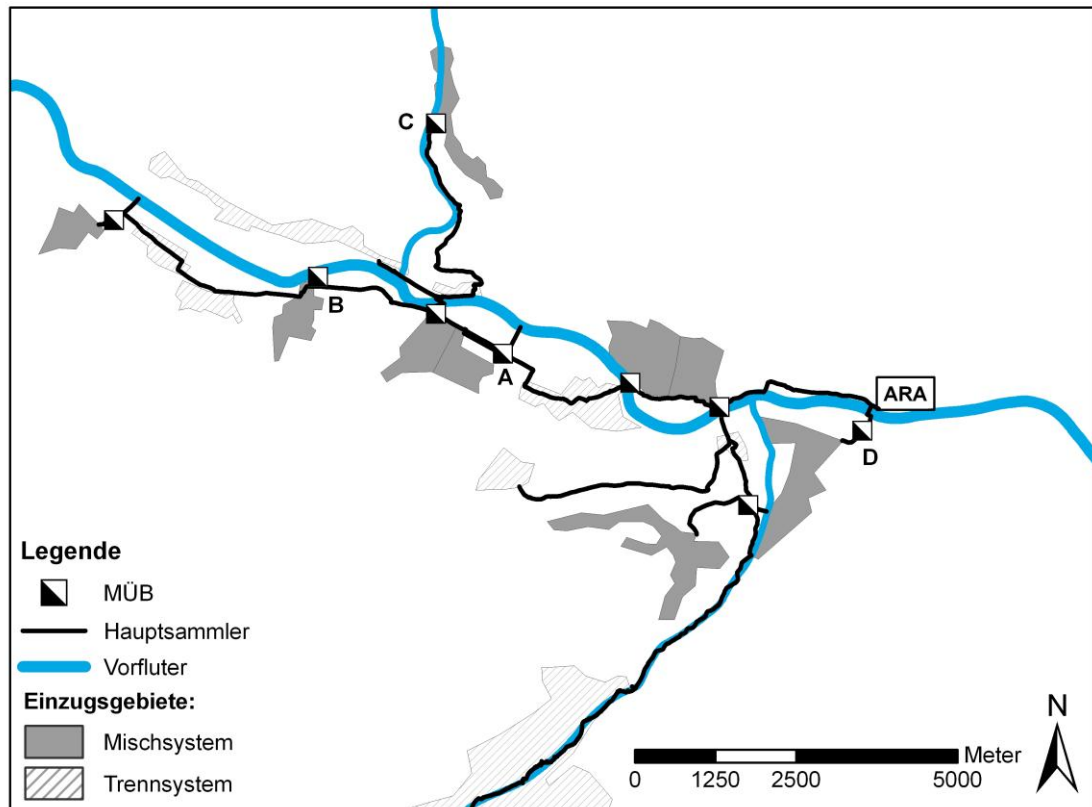 C
B
A
ARA
D
N
Legende
MÜB
Hauptsammler
Vorfluter
Einzugsgebiete:
Mischsystem
Trennsystem
Meter
0 1250 2500 5000